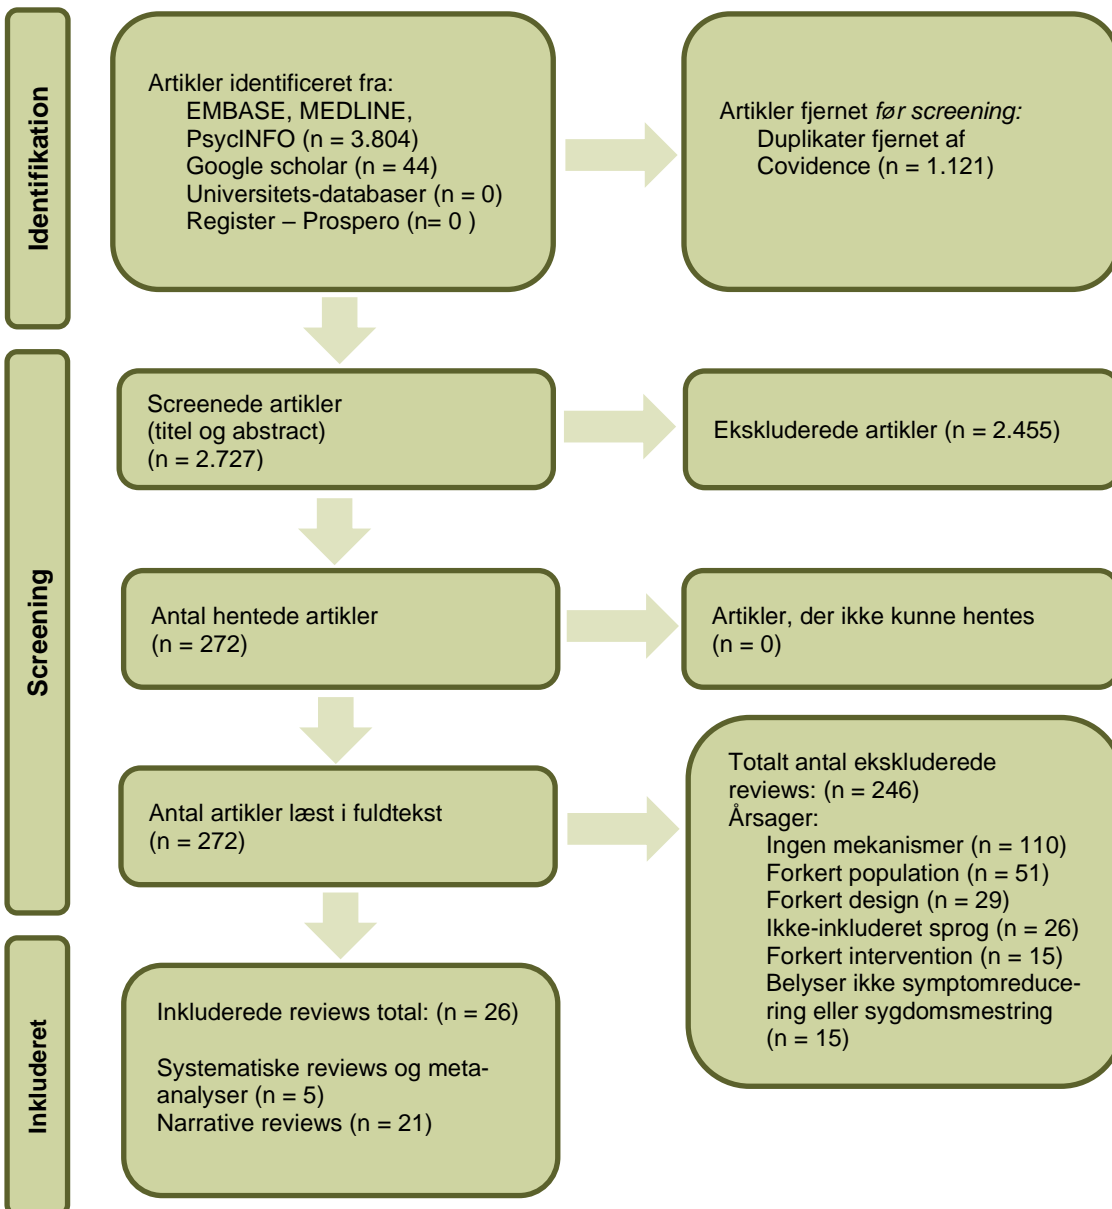 Identifikation
Artikler identificeret fra:
EMBASE, MEDLINE,
PsycINFO (n = 3.804)
Google scholar (n = 44)
Universitets-databaser (n = 0)
Register – Prospero (n= 0 )
Artikler fjernet før screening:
Duplikater fjernet af
Covidence (n = 1.121)
Screening
Screenede artikler
(titel og abstract)
(n = 2.727)
Ekskluderede artikler (n = 2.455)
Antal hentede artikler
(n = 272)
Artikler, der ikke kunne hentes
(n = 0)
Antal artikler læst i fuldtekst
(n = 272)
Totalt antal ekskluderede
reviews: (n = 246)
Årsager:
Ingen mekanismer (n = 110)
Forkert population (n = 51)
Forkert design (n = 29)
Ikke-inkluderet sprog (n = 26)
Forkert intervention (n = 15)
Belyser ikke symptomreduce-
ring eller sygdomsmestring
(n = 15)
Inkluderet
Inkluderede reviews total: (n = 26)
Systematiske reviews og meta-
analyser (n = 5)
Narrative reviews (n = 21)